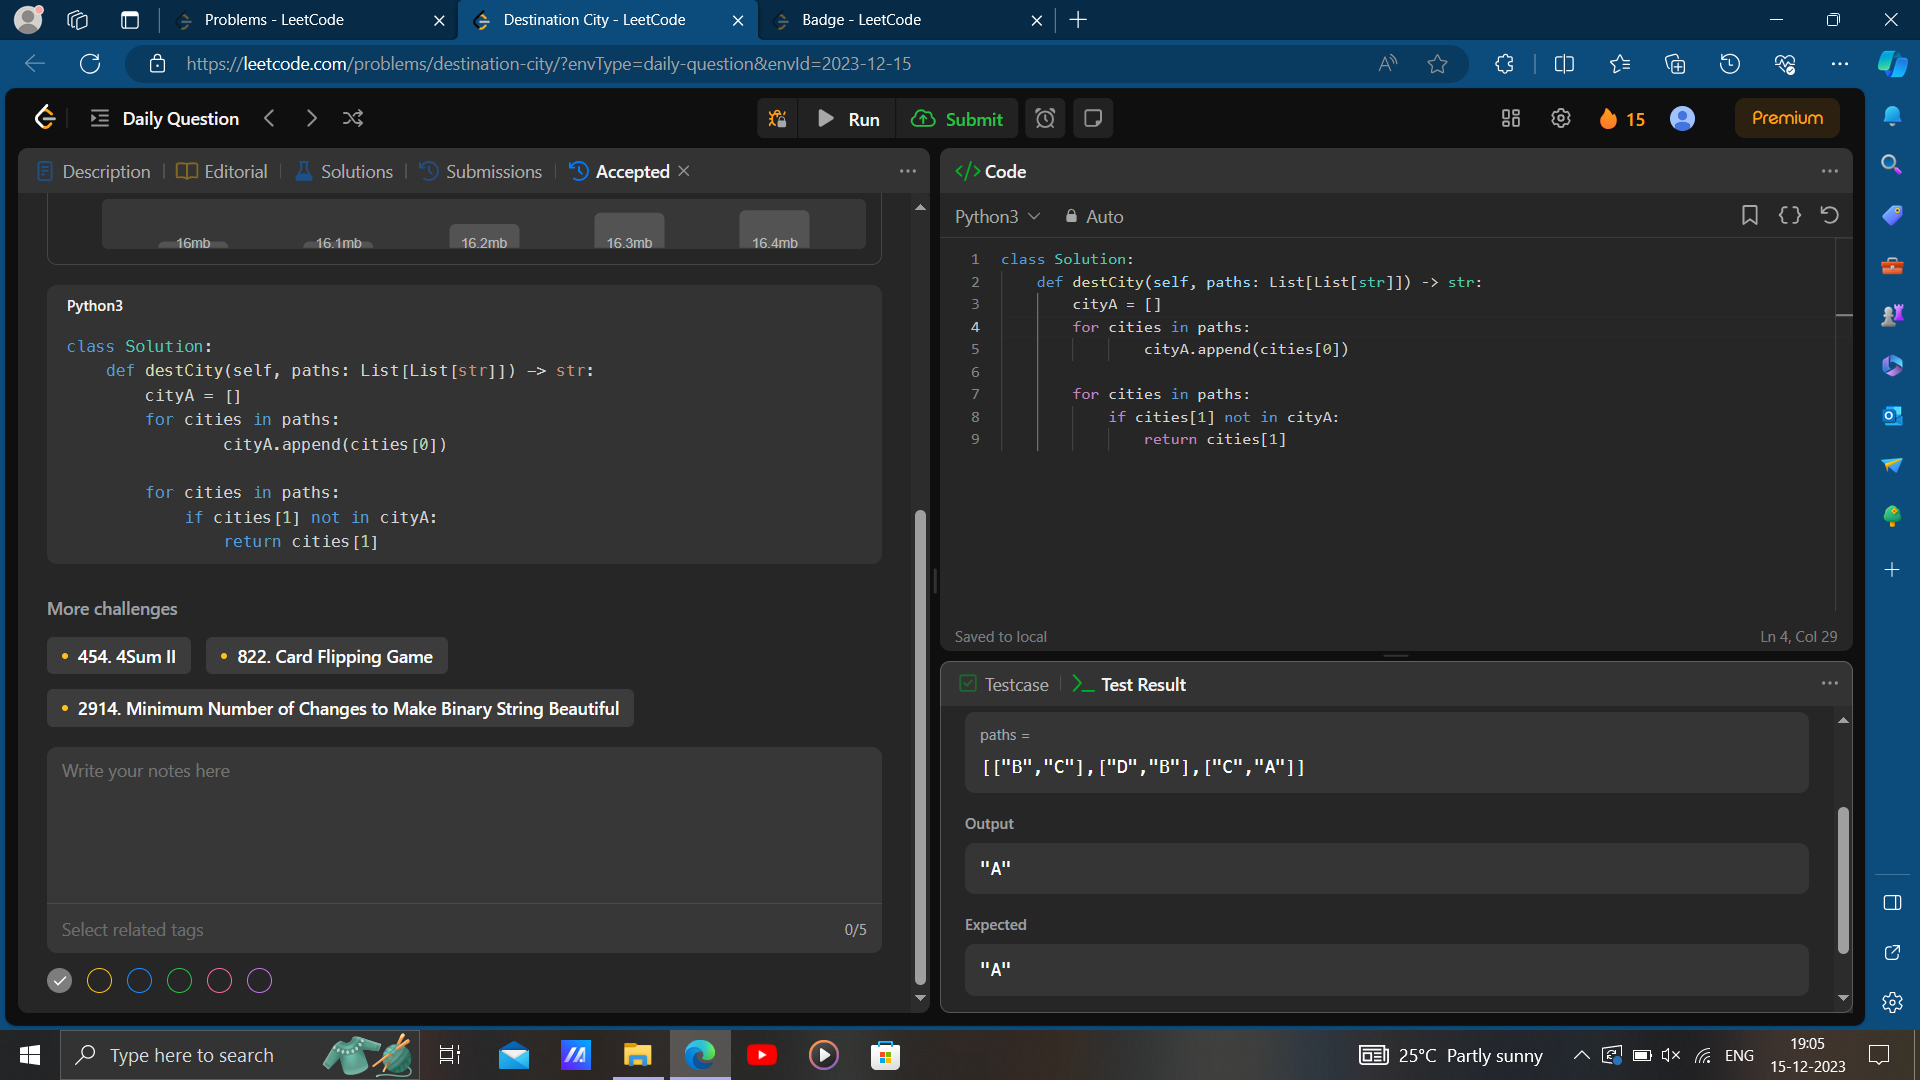 Problems - LeetCode
Destination City - LeetCode
Badge - LeetCode
https://leetcode.com/problems/destination-city/?envType=daily-question&envId=2023-12-15
Daily Question
Run
Submit
15
Premium
Description
Editorial
Solutions
Submissions
Accepted
16mb
16.1mb
16.2mb
16.3mb
16.4mb
Python3
class Solution:
    def destCity(self, paths: List[List[str]]) -> str:
        cityA = []
        for cities in paths:
                cityA.append(cities[0])
        for cities in paths:
            if cities[1] not in cityA:
                return cities[1]
More challenges
454. 4Sum II
822. Card Flipping Game
2914. Minimum Number of Changes to Make Binary String Beautiful
Write your notes here
Select related tags
0/5
</> Code
Python3
Auto
1 class Solution:
2     def destCity(self, paths: List[List[str]]) -> str:
3         cityA = []
4         for cities in paths:
5                 cityA.append(cities[0])
6
7         for cities in paths:
8             if cities[1] not in cityA:
9                 return cities[1]
Saved to local
Ln 4, Col 29
Testcase
Test Result
paths =
[["B","C"],["D","B"],["C","A"]]
Output
"A"
Expected
"A"
Type here to search
25°C Partly sunny
ENG
19:05
15-12-2023